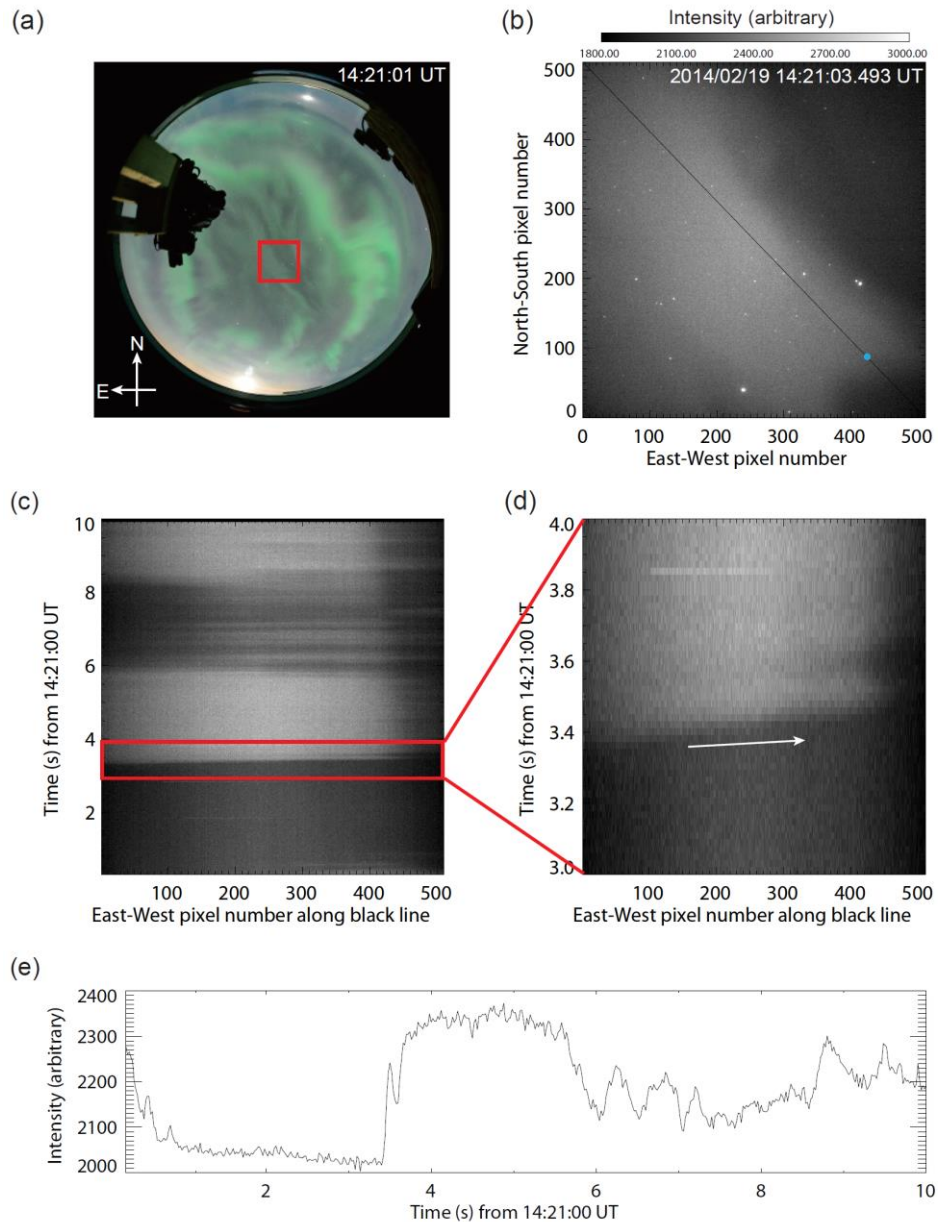 (a)
14:21:01 UT
N
E
(b)
Intensity (arbitrary)
1800.00 2100.00 2400.00 2700.00 3000.00
2014/02/19 14:21:03.493 UT
500
400
300
200
100
0
North-South pixel number
0 100 200 300 400 500
East-West pixel number
(c)
10
8
6
4
2
Time (s) from 14:21:00 UT
100 200 300 400 500
East-West pixel number along black line
(d)
4.0
3.8
3.6
3.4
3.2
3.0
Time (s) from 14:21:00 UT
100 200 300 400 500
East-West pixel number along black line
(e)
2400
2300
2200
2100
2000
Intensity (arbitrary)
2 4 6 8 10
Time (s) from 14:21:00 UT